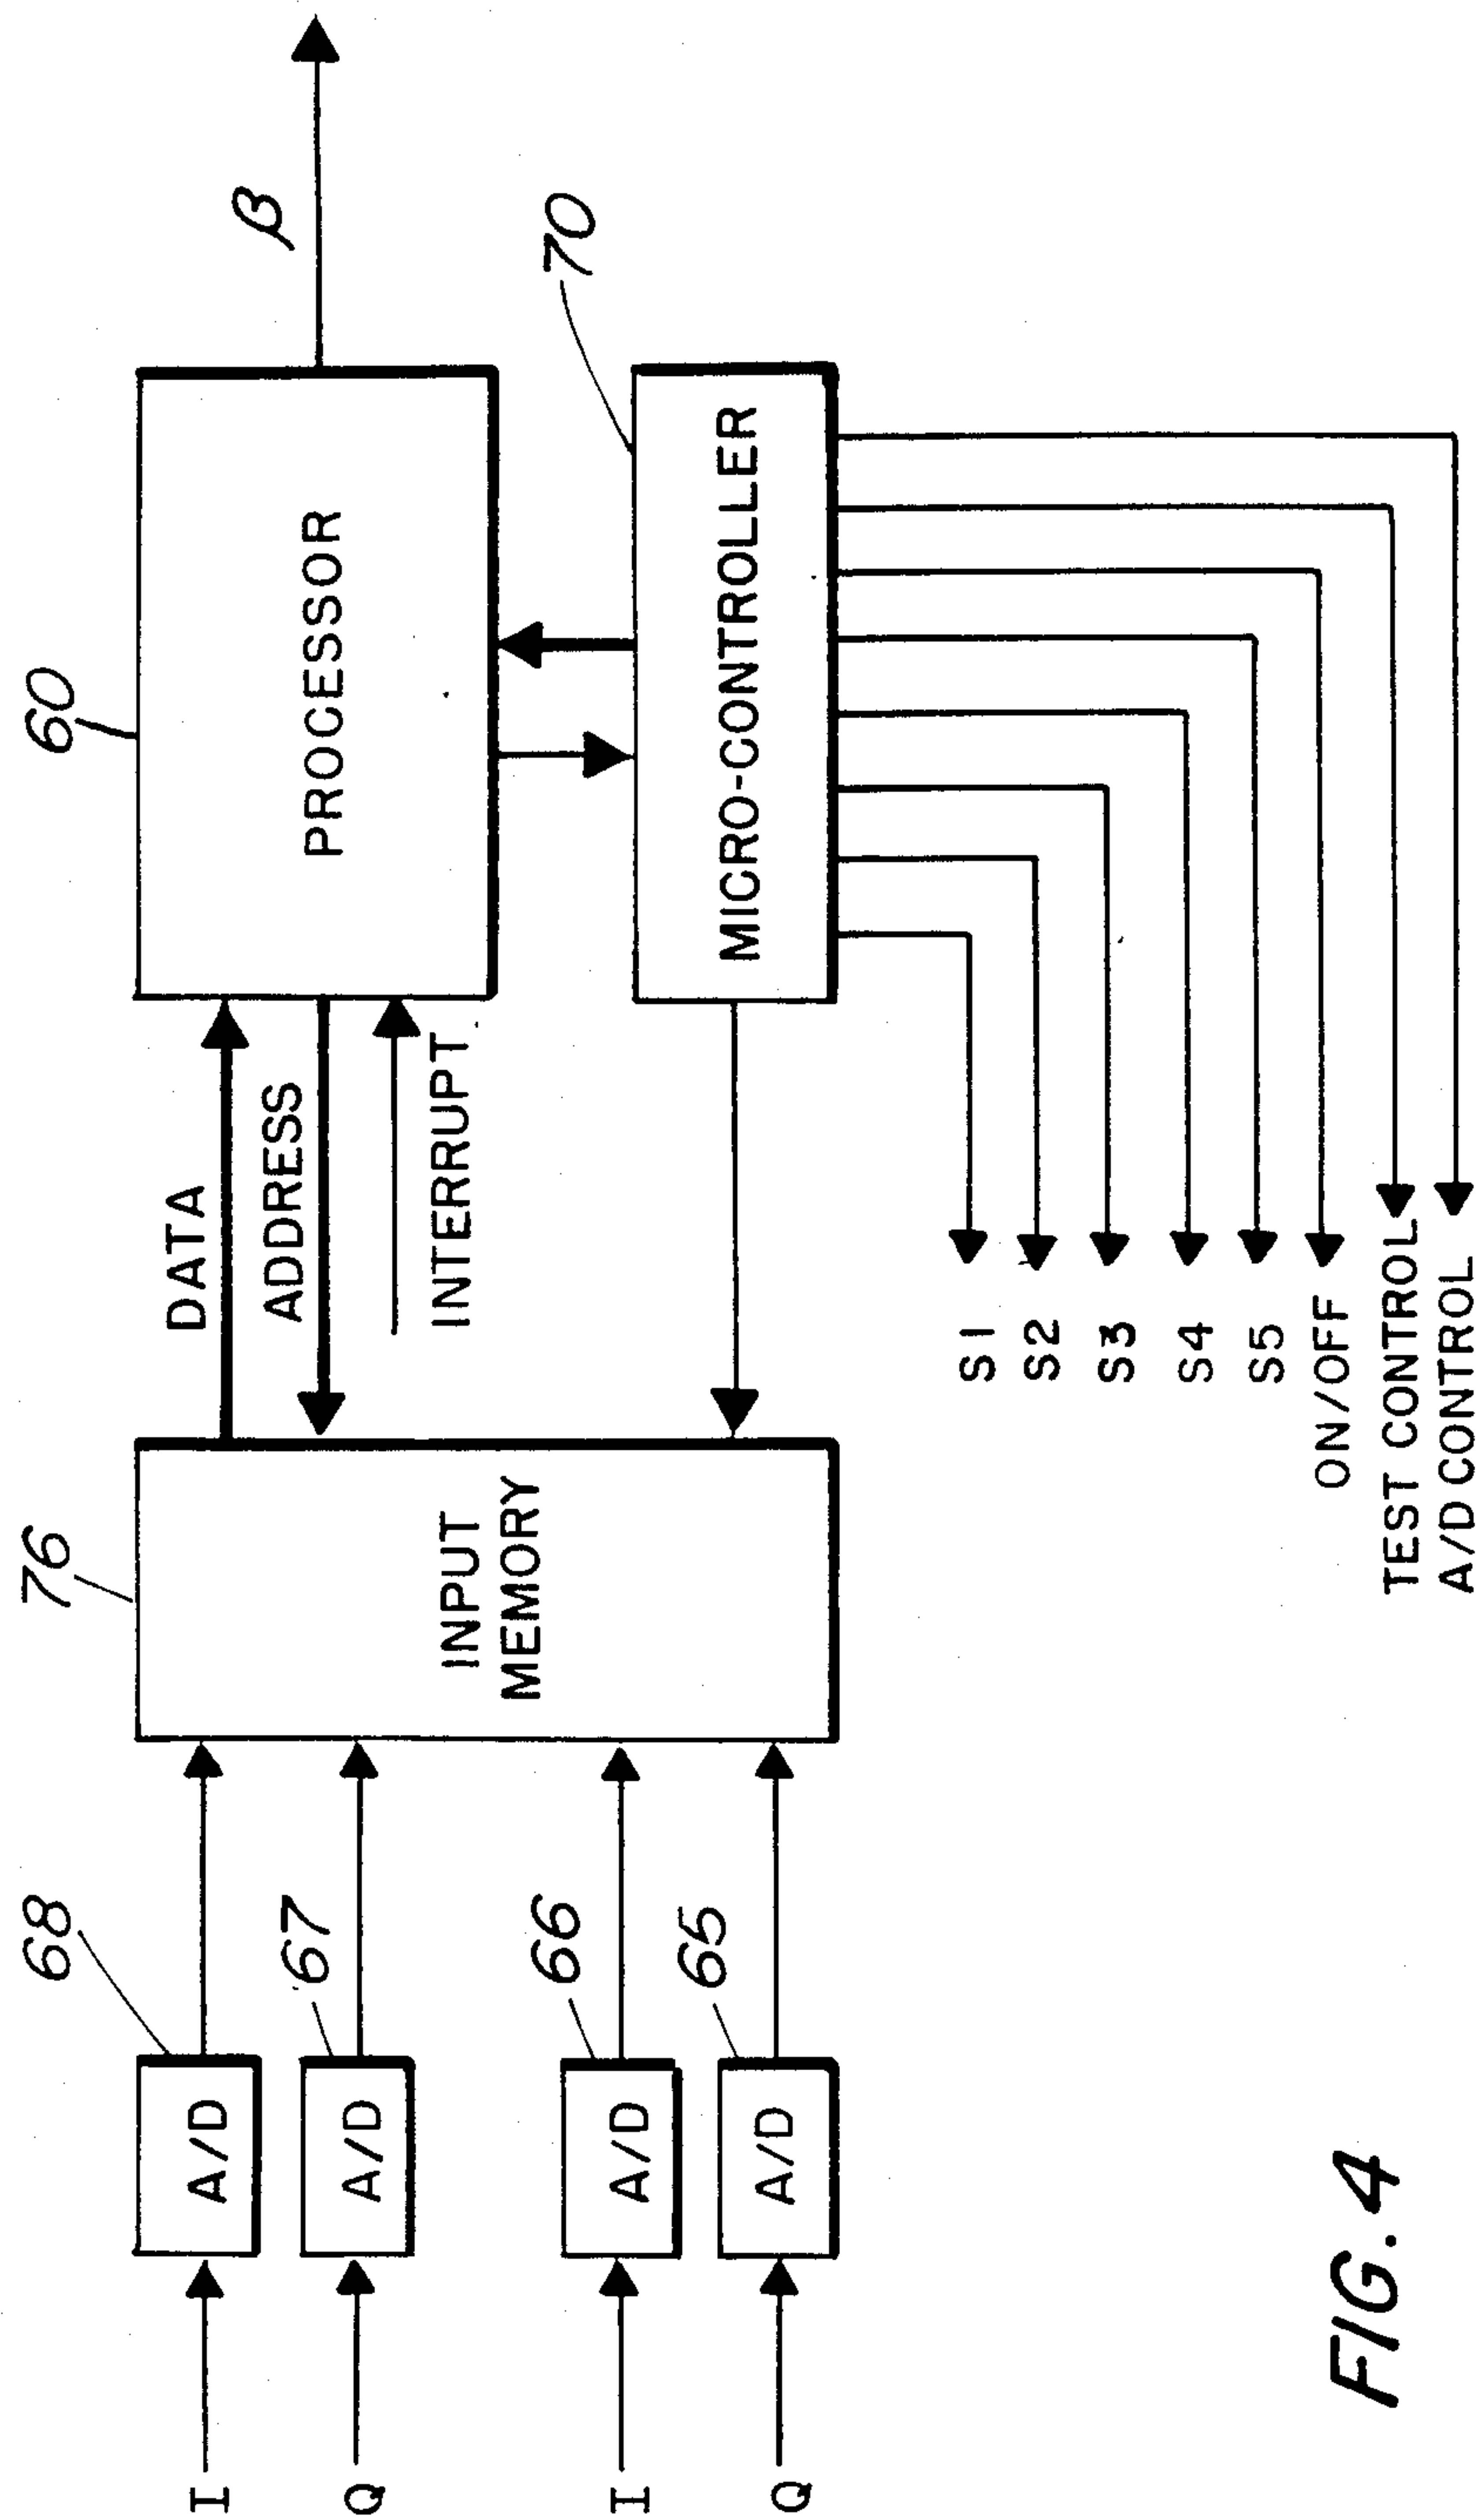 60
PROCESSOR
β
70
MICRO-CONTROLLER
DATA
ADDRESS
INTERRUPT
76
INPUT
MEMORY
68
A/D
I
67
A/D
Q
66
A/D
I
65
A/D
Q
S1
S2
S3
S4
S5
ON/OFF
TEST CONTROL
A/D CONTROL
FIG. 4